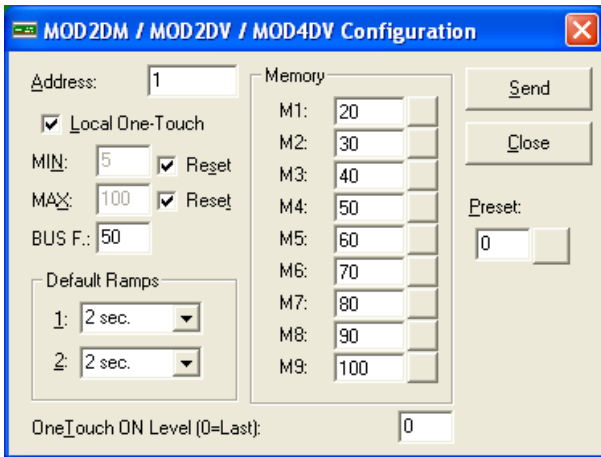 MOD2DM / MOD2DV / MOD4DV Configuration
Address: 1
Local One-Touch
MIN: 5 Reset
MAX: 100 Reset
BUS F.: 50
Default Ramps
1: 2 sec.
2: 2 sec.
Memory
M1: 20
M2: 30
M3: 40
M4: 50
M5: 60
M6: 70
M7: 80
M8: 90
M9: 100
Send
Close
Preset:
0
OneTouch ON Level (0=Last): 0